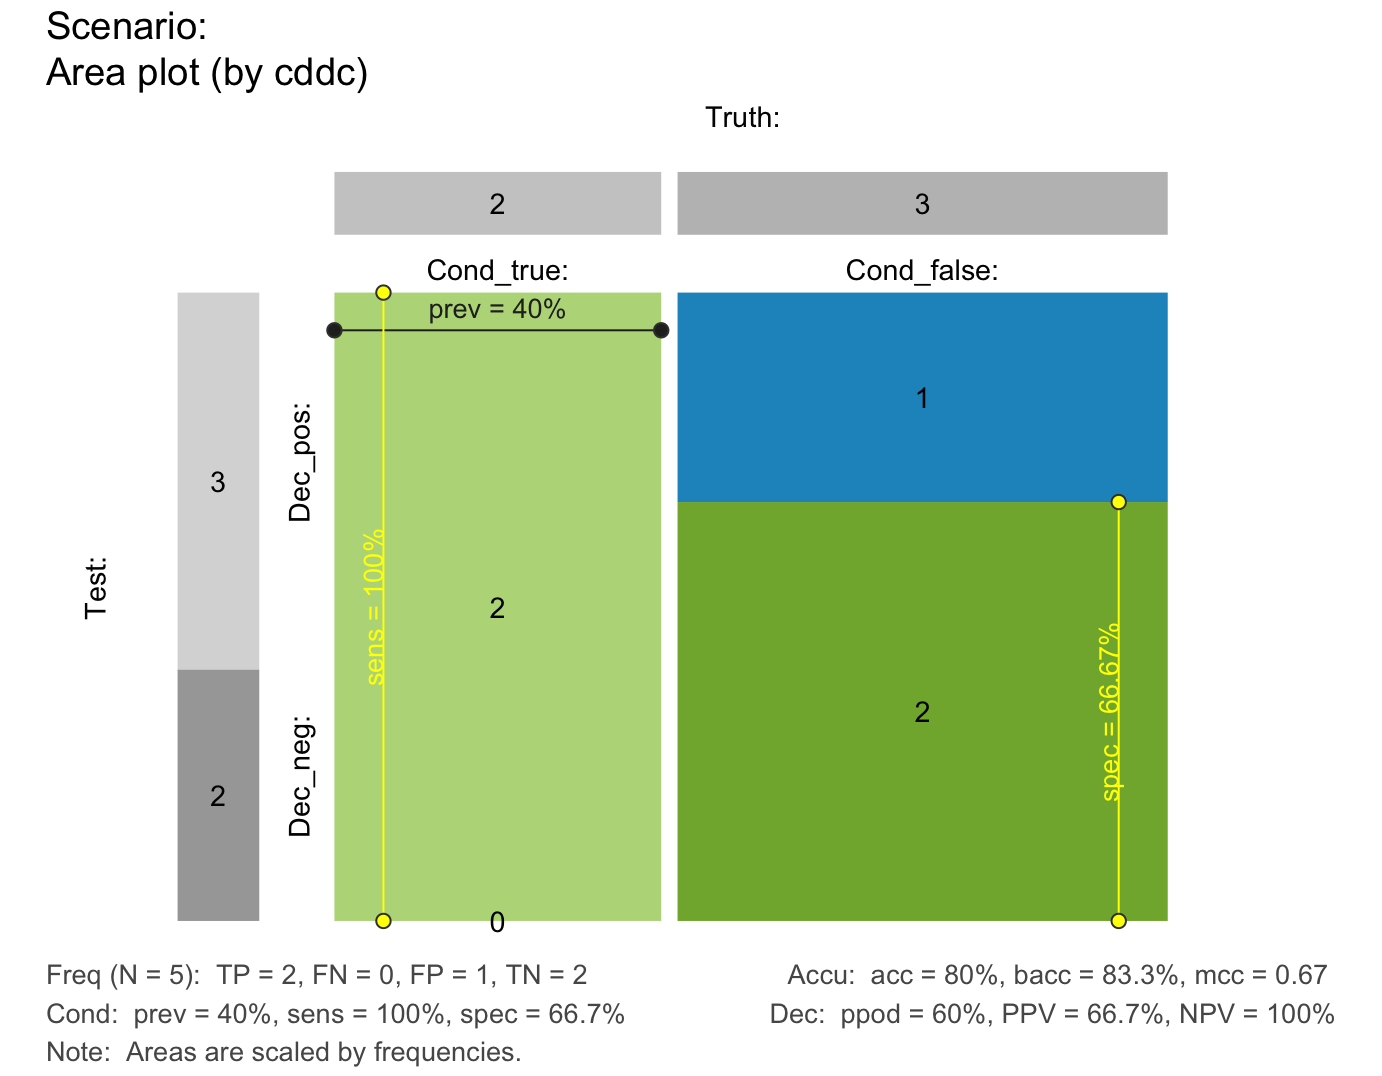 Scenario:
Area plot (by cddc)
Truth:
2
3
Cond_true:
Cond_false:
prev = 40%
1
Dec_pos:
3
sens = 100%
Test:
2
spec = 66.67%
2
Dec_neg:
2
0
Freq (N = 5):  TP = 2, FN = 0, FP = 1, TN = 2
Accu:  acc = 80%, bacc = 83.3%, mcc = 0.67
Cond:  prev = 40%, sens = 100%, spec = 66.7%
Dec:  ppod = 60%, PPV = 66.7%, NPV = 100%
Note:  Areas are scaled by frequencies.